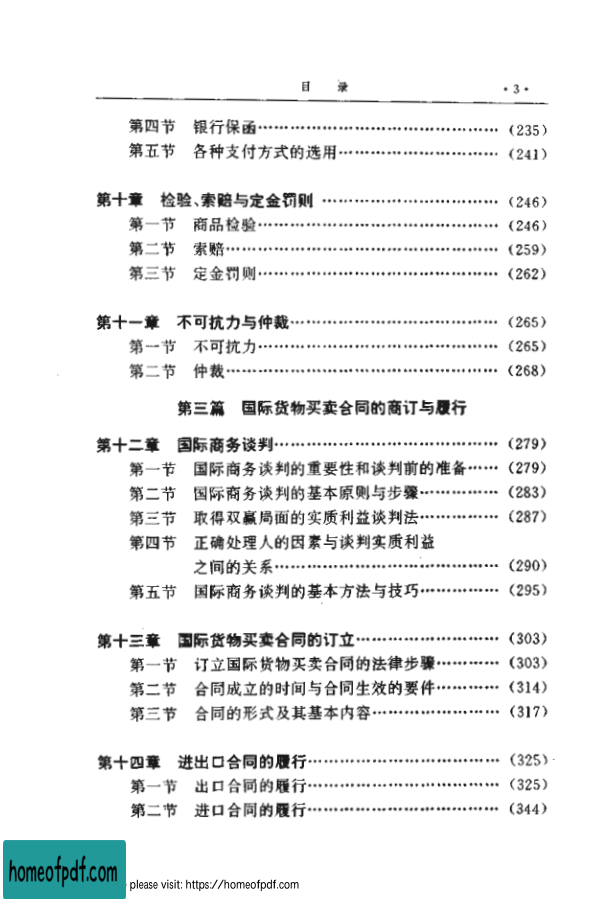 目 录 ·3·
第四节 银行保函………………………………………(235)
第五节 各种支付方式的选用…………………………(241)
第十章 检验、索赔与定金罚则………………………(246)
第一节 商品检验………………………………………(246)
第二节 索赔……………………………………………(259)
第三节 定金罚则………………………………………(262)
第十一章 不可抗力与仲裁……………………………(265)
第一节 不可抗力………………………………………(265)
第二节 仲裁……………………………………………(268)
第三篇 国际货物买卖合同的商订与履行
第十二章 国际商务谈判………………………………(279)
第一节 国际商务谈判的重要性和谈判前的准备……(279)
第二节 国际商务谈判的基本原则与步骤……………(283)
第三节 取得双赢局面的实质利益谈判法……………(287)
第四节 正确处理人的因素与谈判实质利益
之间的关系……………………………………(290)
第五节 国际商务谈判的基本方法与技巧……………(295)
第十三章 国际货物买卖合同的订立…………………(303)
第一节 订立国际货物买卖合同的法律步骤…………(303)
第二节 合同成立的时间与合同生效的要件…………(314)
第三节 合同的形式及其基本内容……………………(317)
第十四章 进出口合同的履行…………………………(325)
第一节 出口合同的履行………………………………(325)
第二节 进口合同的履行………………………………(344)
homeofpdf.com
please visit: https://homeofpdf.com